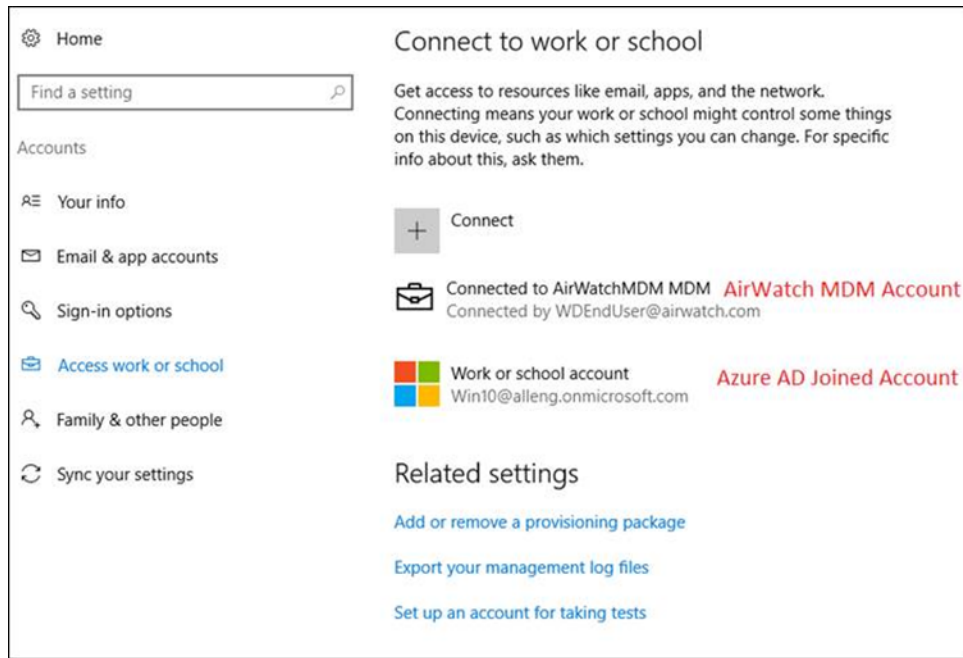 Home
Find a setting
Accounts
Your info
Email & app accounts
Sign-in options
Access work or school
Family & other people
Sync your settings
Connect to work or school
Get access to resources like email, apps, and the network.
Connecting means your work or school might control some things
on this device, such as which settings you can change. For specific
info about this, ask them.
Connect
Connected to AirWatchMDM MDM AirWatch MDM Account
Connected by WDEndUser@airwatch.com
Work or school account Azure AD Joined Account
Win10@alleng.onmicrosoft.com
Related settings
Add or remove a provisioning package
Export your management log files
Set up an account for taking tests